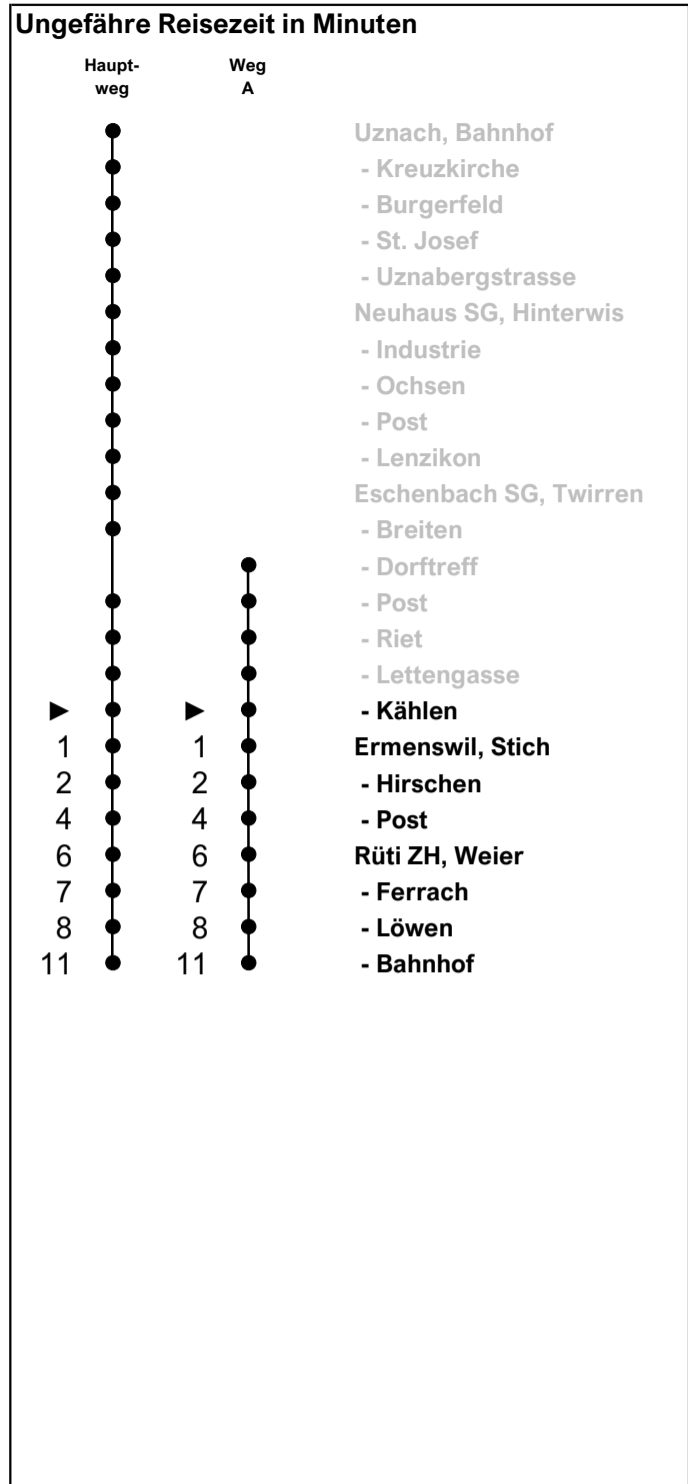 Ungefähre Reisezeit in Minuten
Haupt- Weg
weg A
Uznach, Bahnhof
- Kreuzkirche
- Burgerfeld
- St. Josef
- Uznabergstrasse
Neuhaus SG, Hinterwis
- Industrie
- Ochsen
- Post
- Lenzikon
Eschenbach SG, Twirren
- Breiten
- Dorftreff
- Post
- Riet
- Lettengasse
► ► - Kählen
1 1 Ermenswil, Stich
2 2 - Hirschen
4 4 - Post
6 6 Rüti ZH, Weier
7 7 - Ferrach
8 8 - Löwen
11 11 - Bahnhof